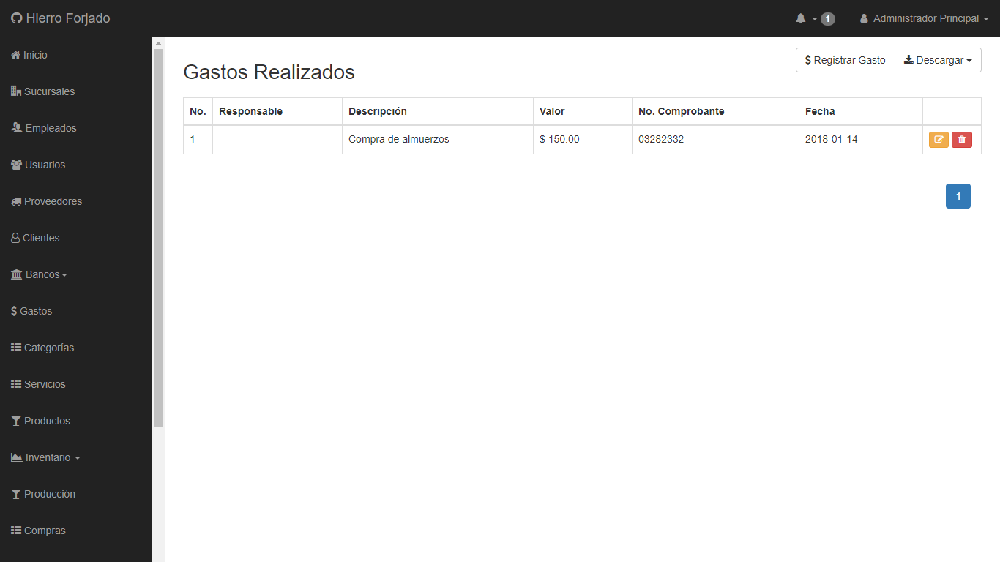 Hierro Forjado
1
Administrador Principal
Inicio
Sucursales
Empleados
Usuarios
Proveedores
Clientes
Bancos
$ Gastos
Categorías
Servicios
Productos
Inventario
Producción
Compras
Gastos Realizados
$ Registrar Gasto
Descargar
No. Responsable Descripción Valor No. Comprobante Fecha
1 Compra de almuerzos $ 150.00 03282332 2018-01-14
1